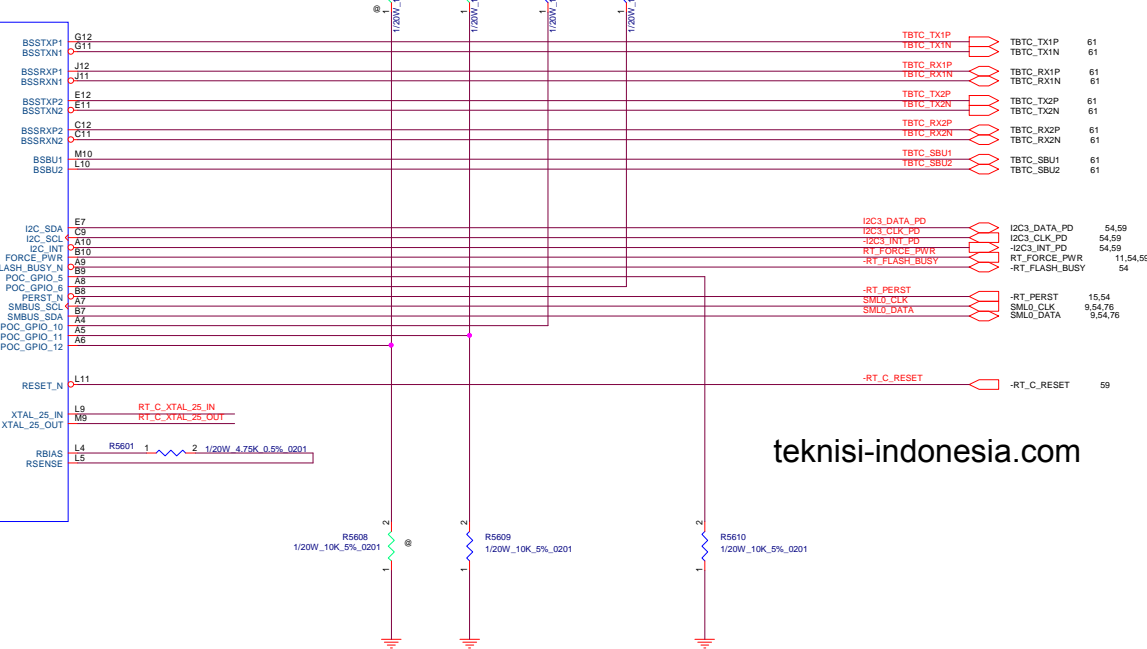 @ 1 1 1 1
1/20W_1 1/20W_1 1/20W_1 1/20W_1
BSSTXP1 G12 TBTC_TX1P TBTC_TX1P 61
BSSTXN1 G11 TBTC_TX1N TBTC_TX1N 61
BSSRXP1 J12 TBTC_RX1P TBTC_RX1P 61
BSSRXN1 J11 TBTC_RX1N TBTC_RX1N 61
BSSTXP2 E12 TBTC_TX2P TBTC_TX2P 61
BSSTXN2 E11 TBTC_TX2N TBTC_TX2N 61
BSSRXP2 C12 TBTC_RX2P TBTC_RX2P 61
BSSRXN2 C11 TBTC_RX2N TBTC_RX2N 61
BSBU1 M10 TBTC_SBU1 TBTC_SBU1 61
BSBU2 L10 TBTC_SBU2 TBTC_SBU2 61
I2C_SDA E7 I2C3_DATA_PD I2C3_DATA_PD 54,59
I2C_SCL C9 I2C3_CLK_PD I2C3_CLK_PD 54,59
I2C_INT A10 -I2C3_INT_PD -I2C3_INT_PD 54,59
FORCE_PWR B10 RT_FORCE_PWR RT_FORCE_PWR 11,54,59
LASH_BUSY_N A9 -RT_FLASH_BUSY -RT_FLASH_BUSY 54
POC_GPIO_5 B9
POC_GPIO_6 A8
PERST_N B8 -RT_PERST -RT_PERST 15,54
SMBUS_SCL A7 SML0_CLK SML0_CLK 9,54,76
SMBUS_SDA B7 SML0_DATA SML0_DATA 9,54,76
POC_GPIO_10 A4
POC_GPIO_11 A5
POC_GPIO_12 A6
RESET_N L11 -RT_C_RESET -RT_C_RESET 59
XTAL_25_IN L9 RT_C_XTAL_25_IN
XTAL_25_OUT M9 RT_C_XTAL_25_OUT
RBIAS L4 R5601 1 2 1/20W_4.75K_0.5%_0201
RSENSE L5
teknisi-indonesia.com
2 2 2
R5608 R5609 R5610
1/20W_10K_5%_0201 @ 1/20W_10K_5%_0201 1/20W_10K_5%_0201
1 1 1